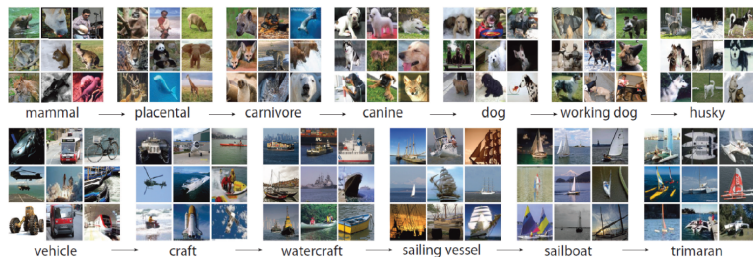 mammal placental carnivore canine dog working dog husky
vehicle craft watercraft sailing vessel sailboat trimaran